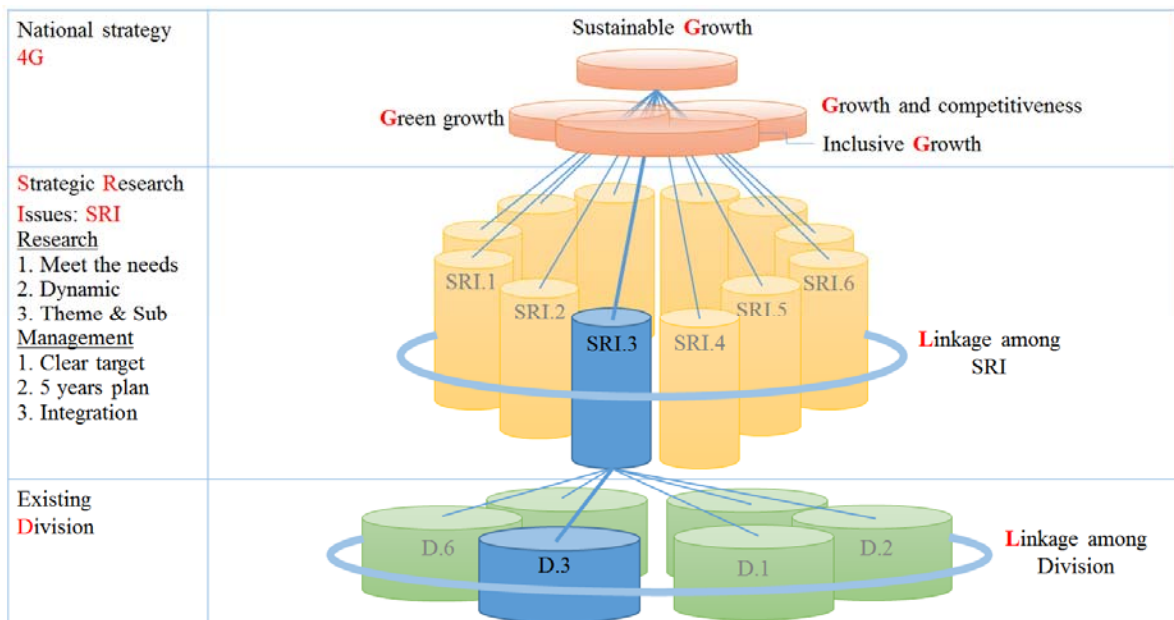 National strategy
4G
Sustainable Growth
Green growth
Growth and competitiveness
Inclusive Growth
Strategic Research
Issues: SRI
Research
1. Meet the needs
2. Dynamic
3. Theme & Sub
Management
1. Clear target
2. 5 years plan
3. Integration
SRI.1
SRI.2
SRI.3
SRI.4
SRI.5
SRI.6
Linkage among
SRI
Existing
Division
D.6
D.3
D.1
D.2
Linkage among
Division